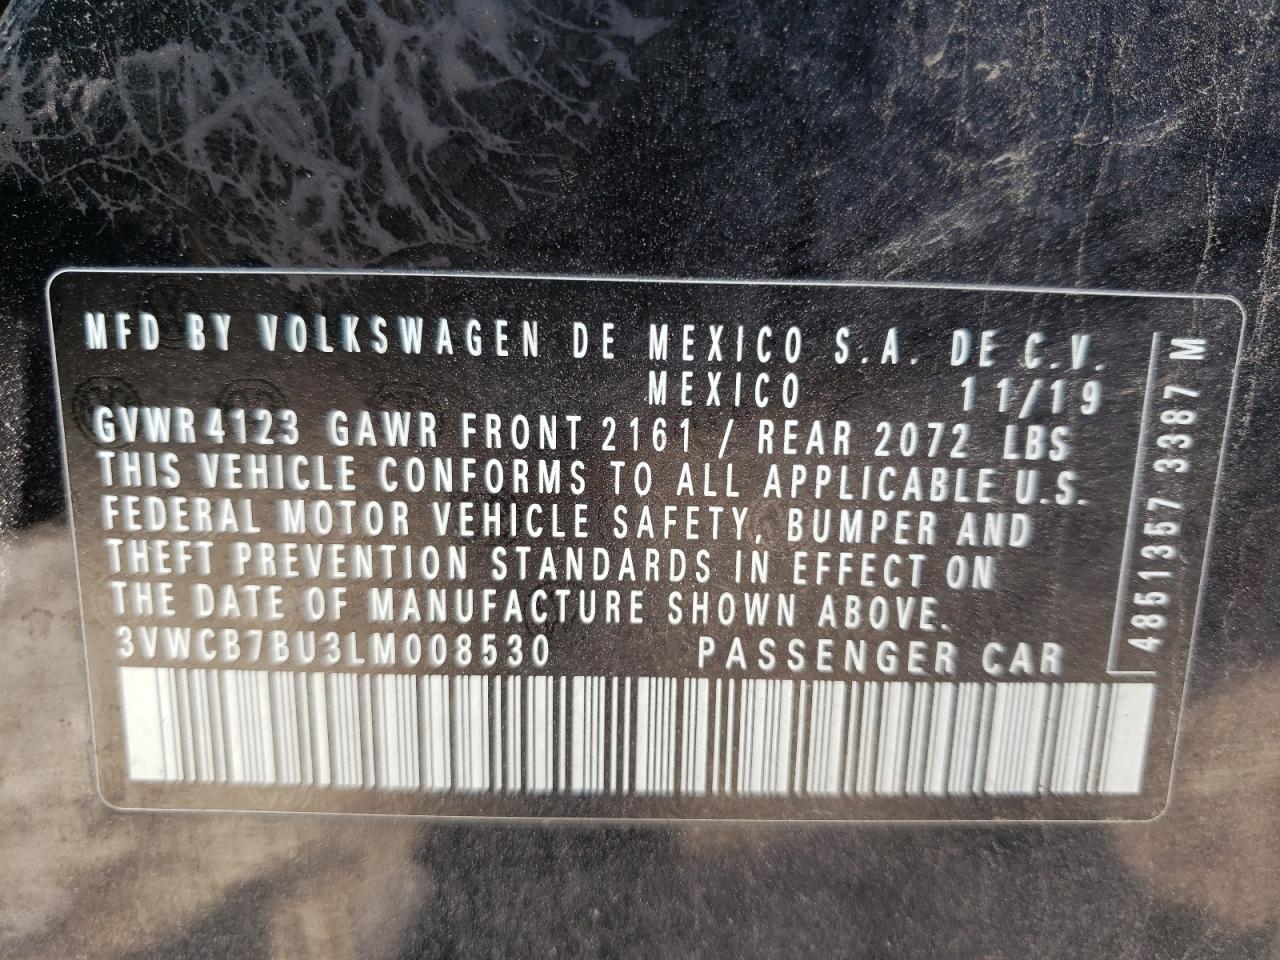 MFD BY VOLKSWAGEN DE MEXICO S.A. DE C.V.
MEXICO 11/19
GVWR 4123 GAWR FRONT 2161 / REAR 2072 LBS
THIS VEHICLE CONFORMS TO ALL APPLICABLE U.S.
FEDERAL MOTOR VEHICLE SAFETY, BUMPER AND
THEFT PREVENTION STANDARDS IN EFFECT ON
THE DATE OF MANUFACTURE SHOWN ABOVE.
3VWCB7BU3LM008530 PASSENGER CAR
4851357 3387 M